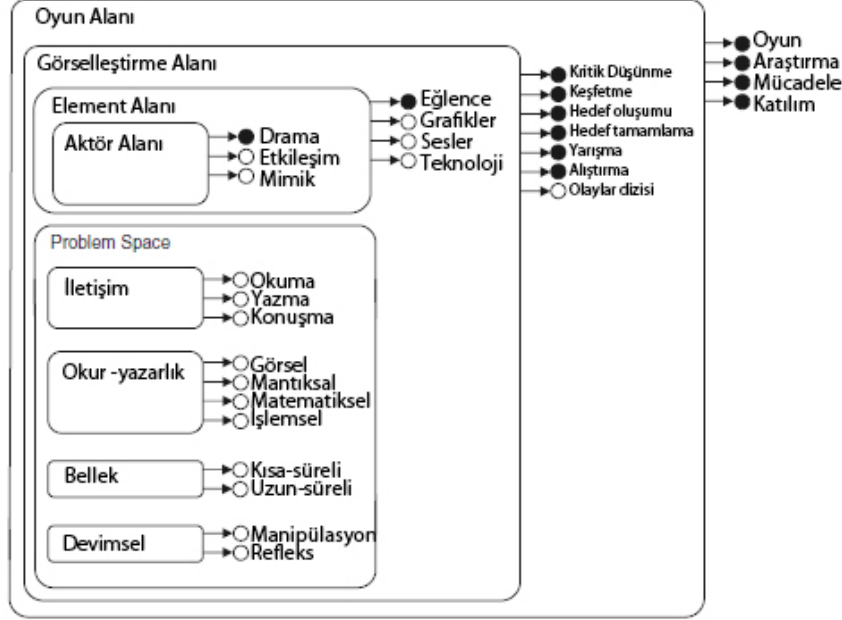 Oyun Alanı
Oyun
Araştırma
Mücadele
Katılım
Görselleştirme Alanı
Kritik Düşünme
Keşfetme
Hedef oluşumu
Hedef tamamlama
Yarışma
Alıştırma
Olaylar dizisi
Element Alanı
Eğlence
Grafikler
Sesler
Teknoloji
Aktör Alanı
Drama
Etkileşim
Mimik
Problem Space
İletişim
Okuma
Yazma
Konuşma
Okur -yazarlık
Görsel
Mantıksal
Matematiksel
İşlemsel
Bellek
Kısa-süreli
Uzun-süreli
Devimsel
Manipülasyon
Refleks